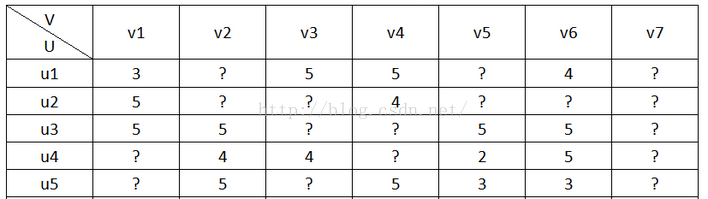 V
U v1 v2 v3 v4 v5 v6 v7
u1 3 ? 5 5 ? 4 ?
u2 5 ? ? 4 ? ? ?
http://blog.csdn.net/
u3 5 5 ? ? 5 5 ?
u4 ? 4 4 ? 2 5 ?
u5 ? 5 ? 5 3 3 ?